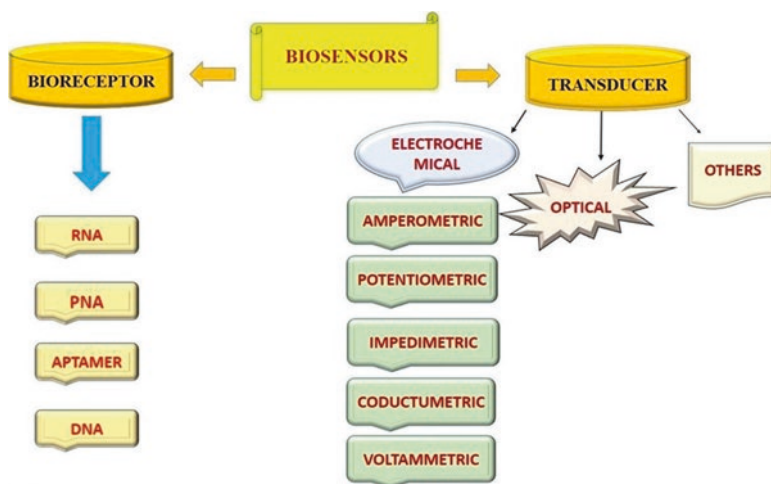 BIOSENSORS
BIORECEPTOR
TRANSDUCER
ELECTROCHE
MICAL
OPTICAL
OTHERS
RNA
PNA
APTAMER
DNA
AMPEROMETRIC
POTENTIOMETRIC
IMPEDIMETRIC
CODUCTUMETRIC
VOLTAMMETRIC